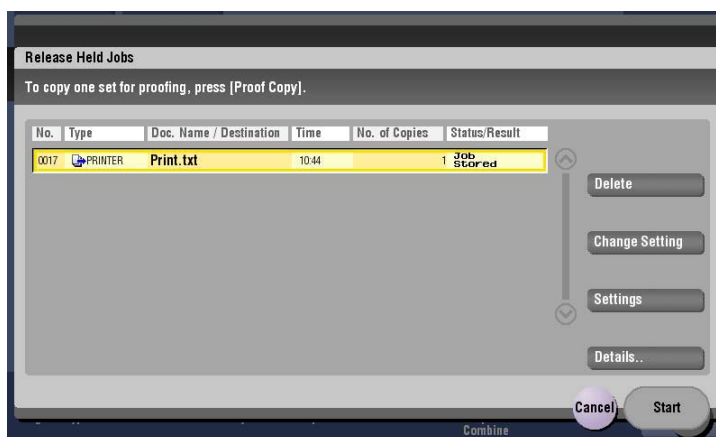 Release Held Jobs
To copy one set for proofing, press [Proof Copy].
No. Type Doc. Name / Destination Time No. of Copies Status/Result
0017 PRINTER Print.txt 10:44 1 Job Stored
Delete
Change Setting
Settings
Details..
Cancel Start
Combine